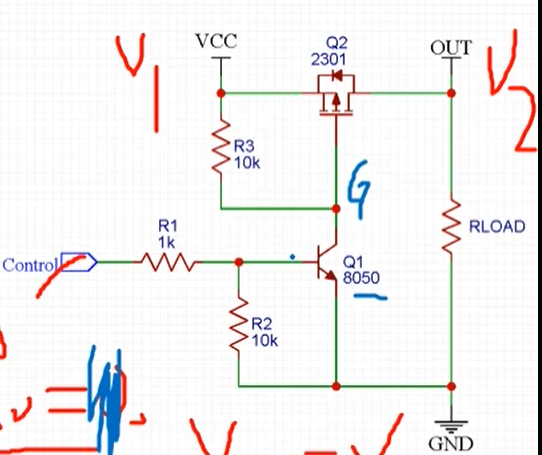 V1
VCC
Q2
2301
OUT
V2
R3
10k
G
R1
1k
Control
Q1
8050
RLOAD
R2
10k
GND